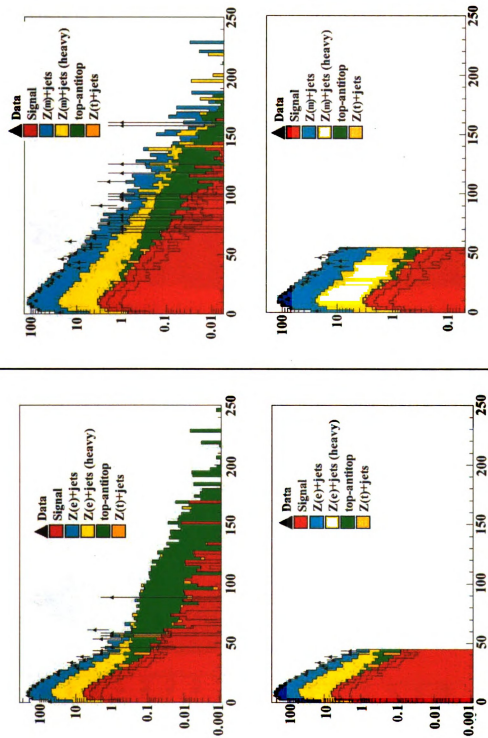 100
10
0.1
0.01
0.001
Data
Signal
Z(e)+jets
Z(e)+jets (heavy)
top-antitop
Z(t)+jets
0 50 100 150 200 250
100
10
1
0.1
0.01
Data
Signal
Z(m)+jets
Z(m)+jets (heavy)
top-antitop
Z(t)+jets
0 50 100 150 200 250
100
10
1
0.1
0.01
0.001
Data
Signal
Z(e)+jets
Z(e)+jets (heavy)
top-antitop
Z(t)+jets
0 50 100 150 200 250
100
10
1
0.1
Data
Signal
Z(m)+jets
Z(m)+jets (heavy)
top-antitop
Z(t)+jets
0 50 100 150 200 250